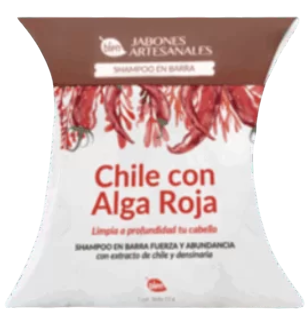 JABONES
ARTESANALES
SHAMPOO EN BARRA
Chile con
Alga Roja
Limpia a profundidad tu cabello
SHAMPOO EN BARRA FUERZA Y ABUNDANCIA
con extracto de chile y densinaria